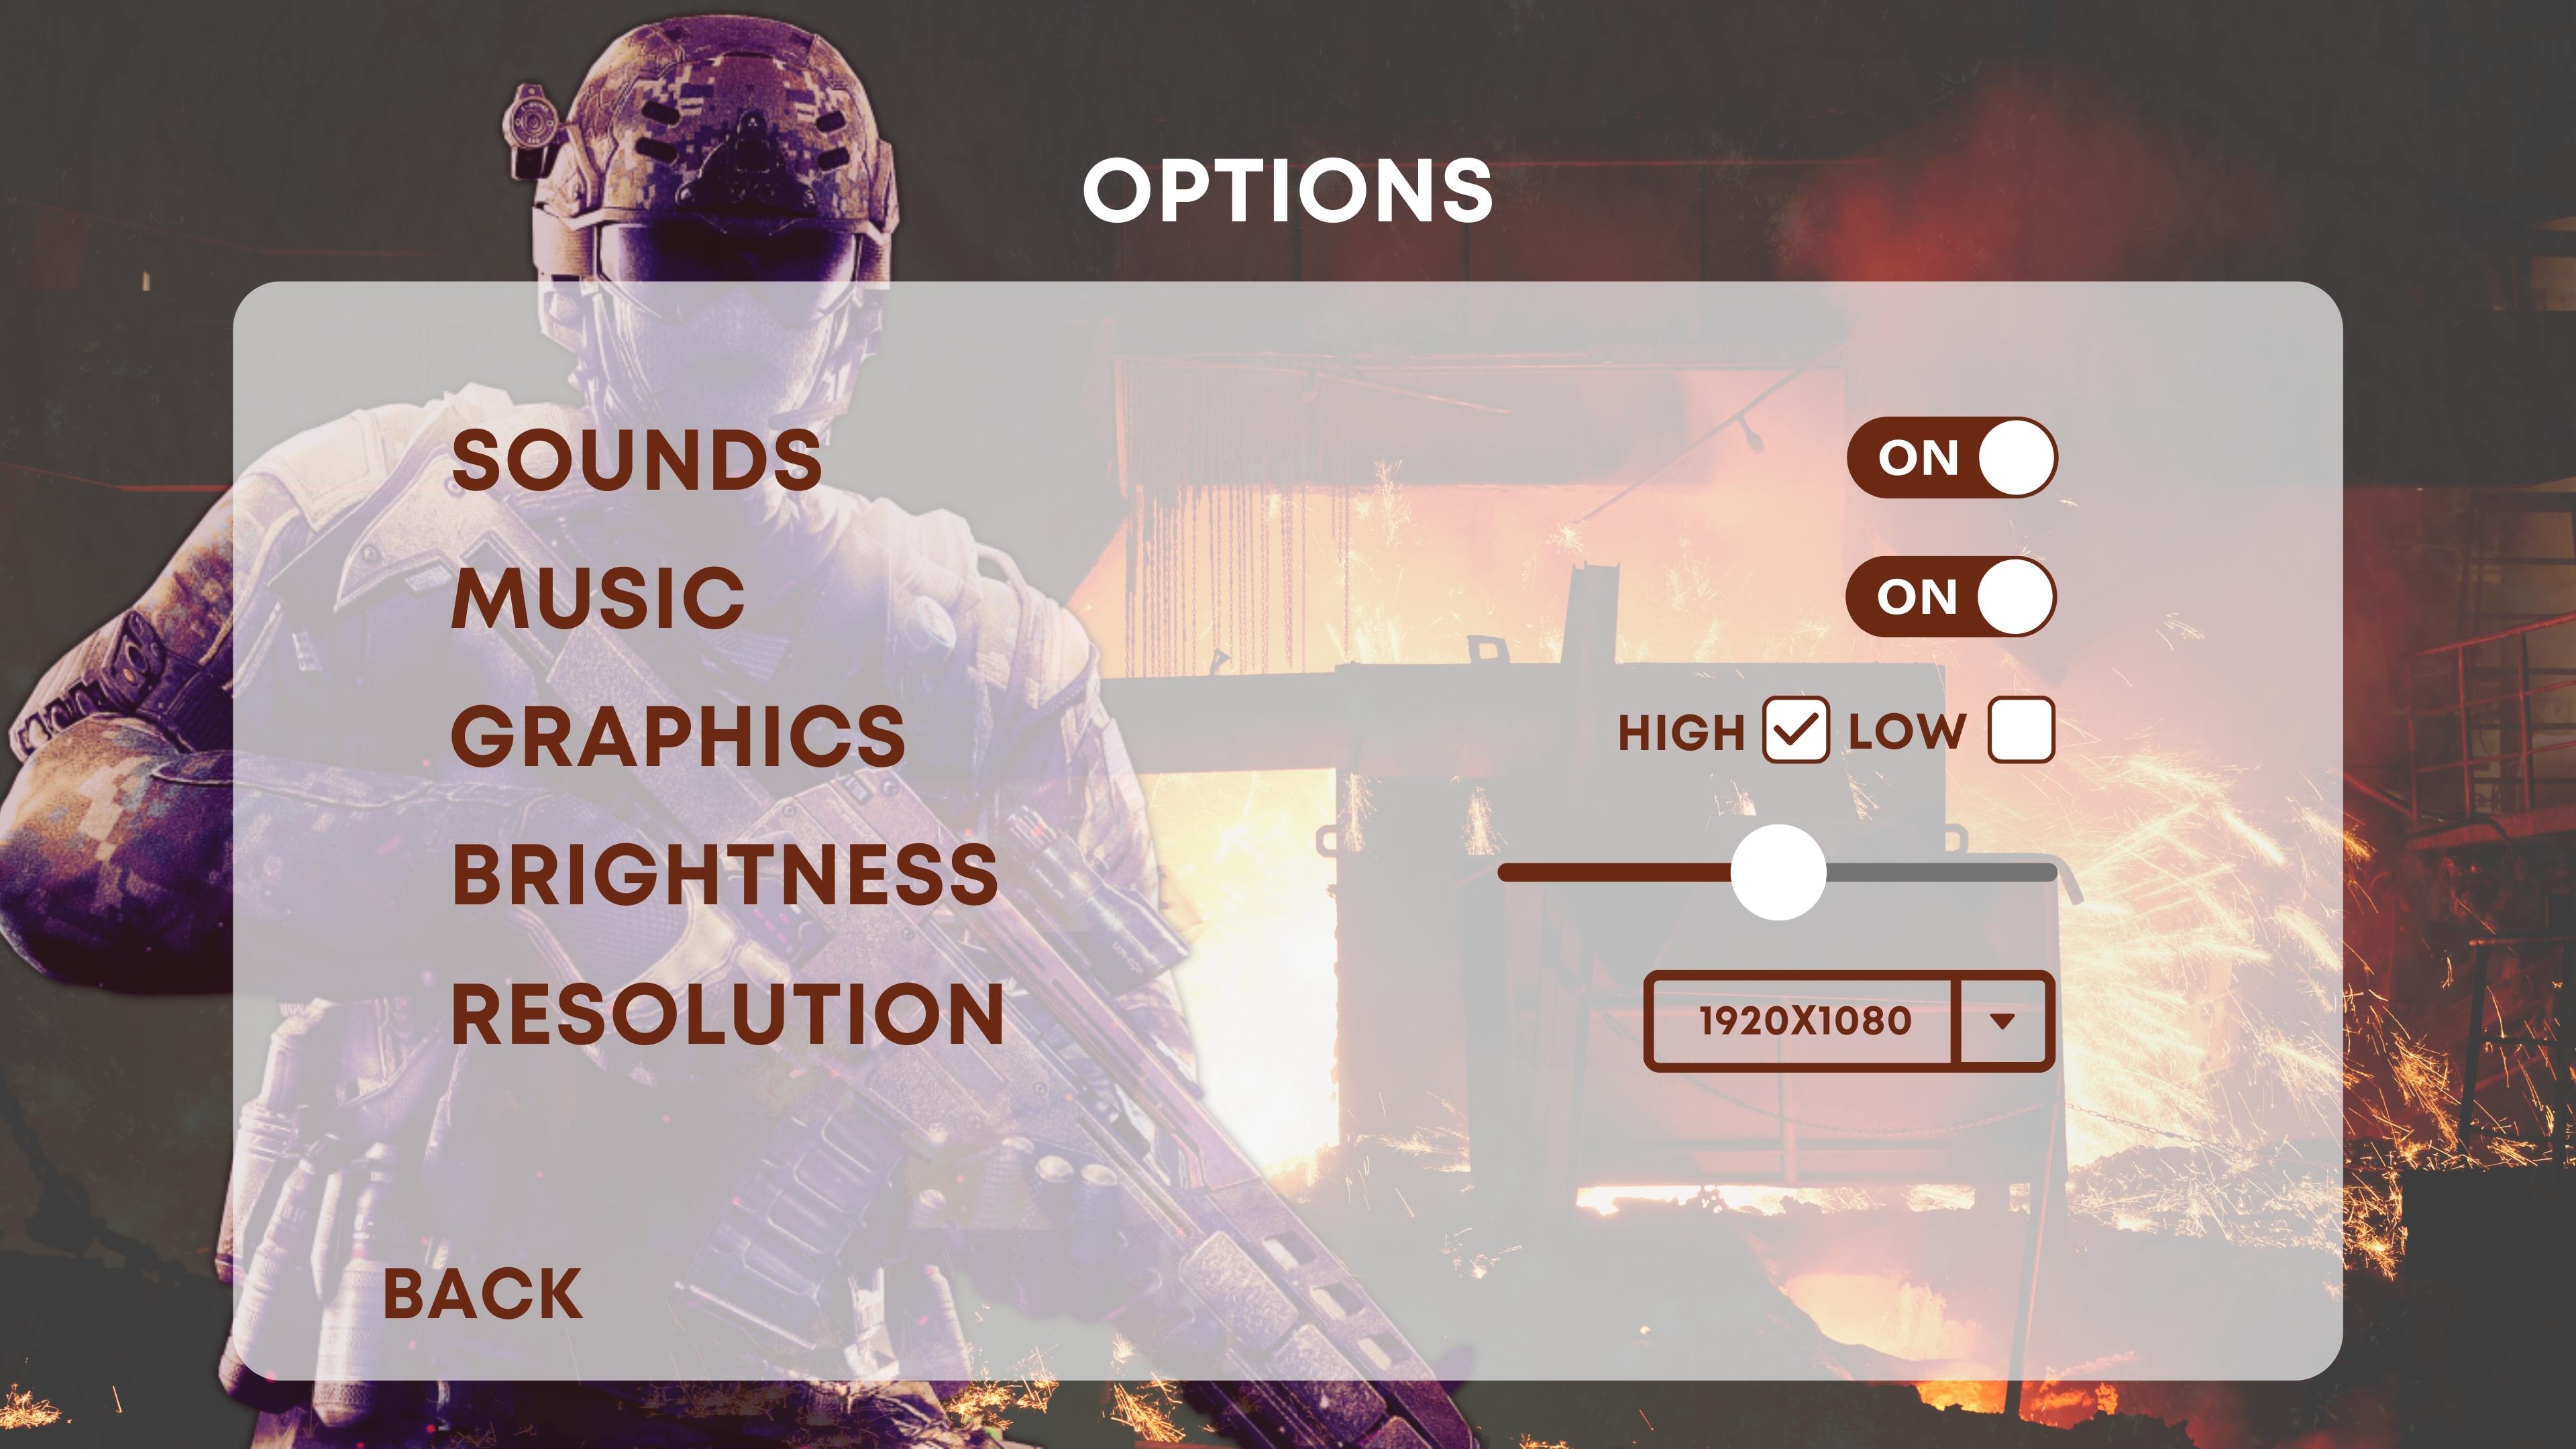 OPTIONS
SOUNDS ON
MUSIC ON
GRAPHICS HIGH LOW
BRIGHTNESS
RESOLUTION 1920X1080
BACK